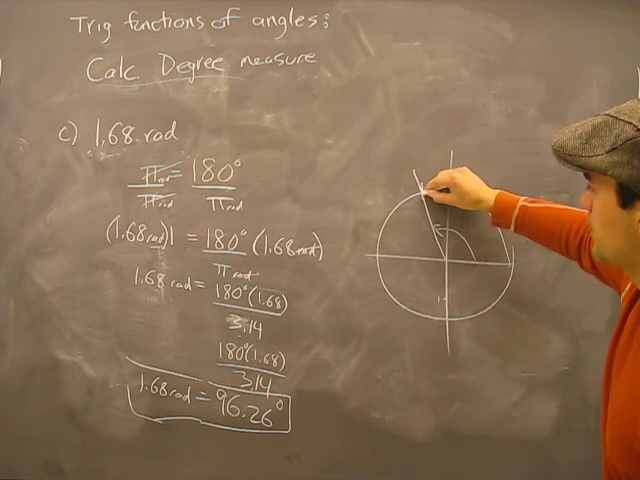 Trig functions of angles:
Calc. Degree measure
c) 1.68 rad
π rad = 180°
π rad π rad
(1.68 rad) 1 = 180° (1.68 rad)
π rad
1.68 rad = 180°(1.68)
3.14
180°(1.68)
3.14
1.68 rad = 96.26°